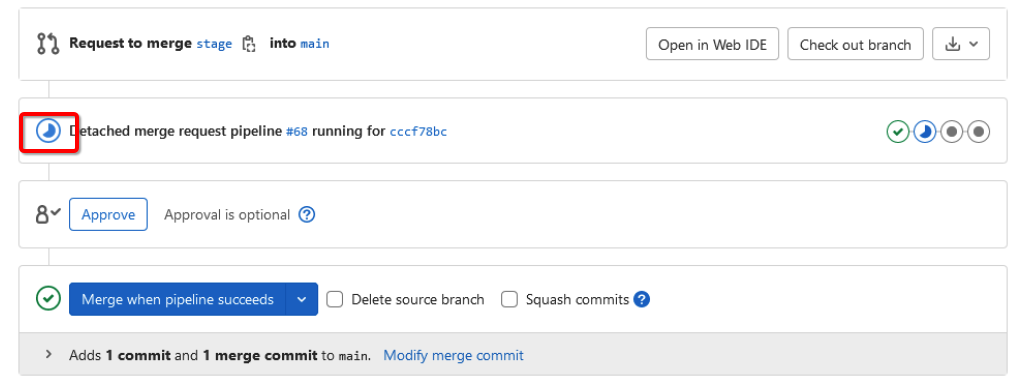 Request to merge stage into main
Open in Web IDE
Check out branch
Detached merge request pipeline #68 running for cccf78bc
Approve
Approval is optional ?
Merge when pipeline succeeds
Delete source branch
Squash commits ?
Adds 1 commit and 1 merge commit to main. Modify merge commit